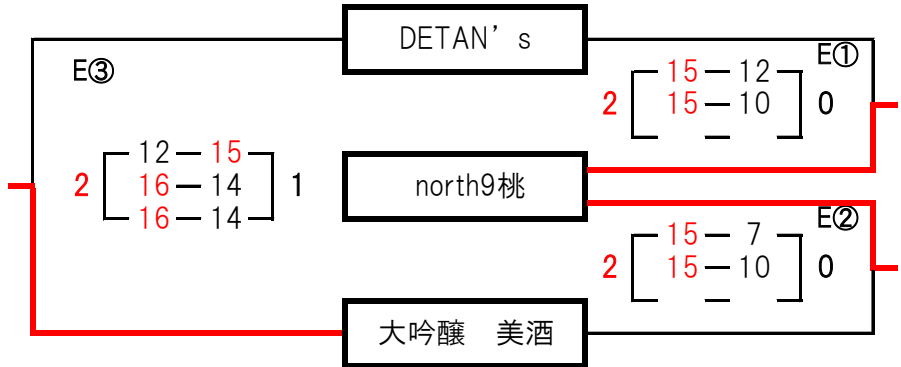 DETAN’s
E③
E①
2 15 — 12 0
15 — 10
12 — 15
2 16 — 14 1
16 — 14
north9桃
E②
2 15 — 7 0
15 — 10
大吟醸　美酒